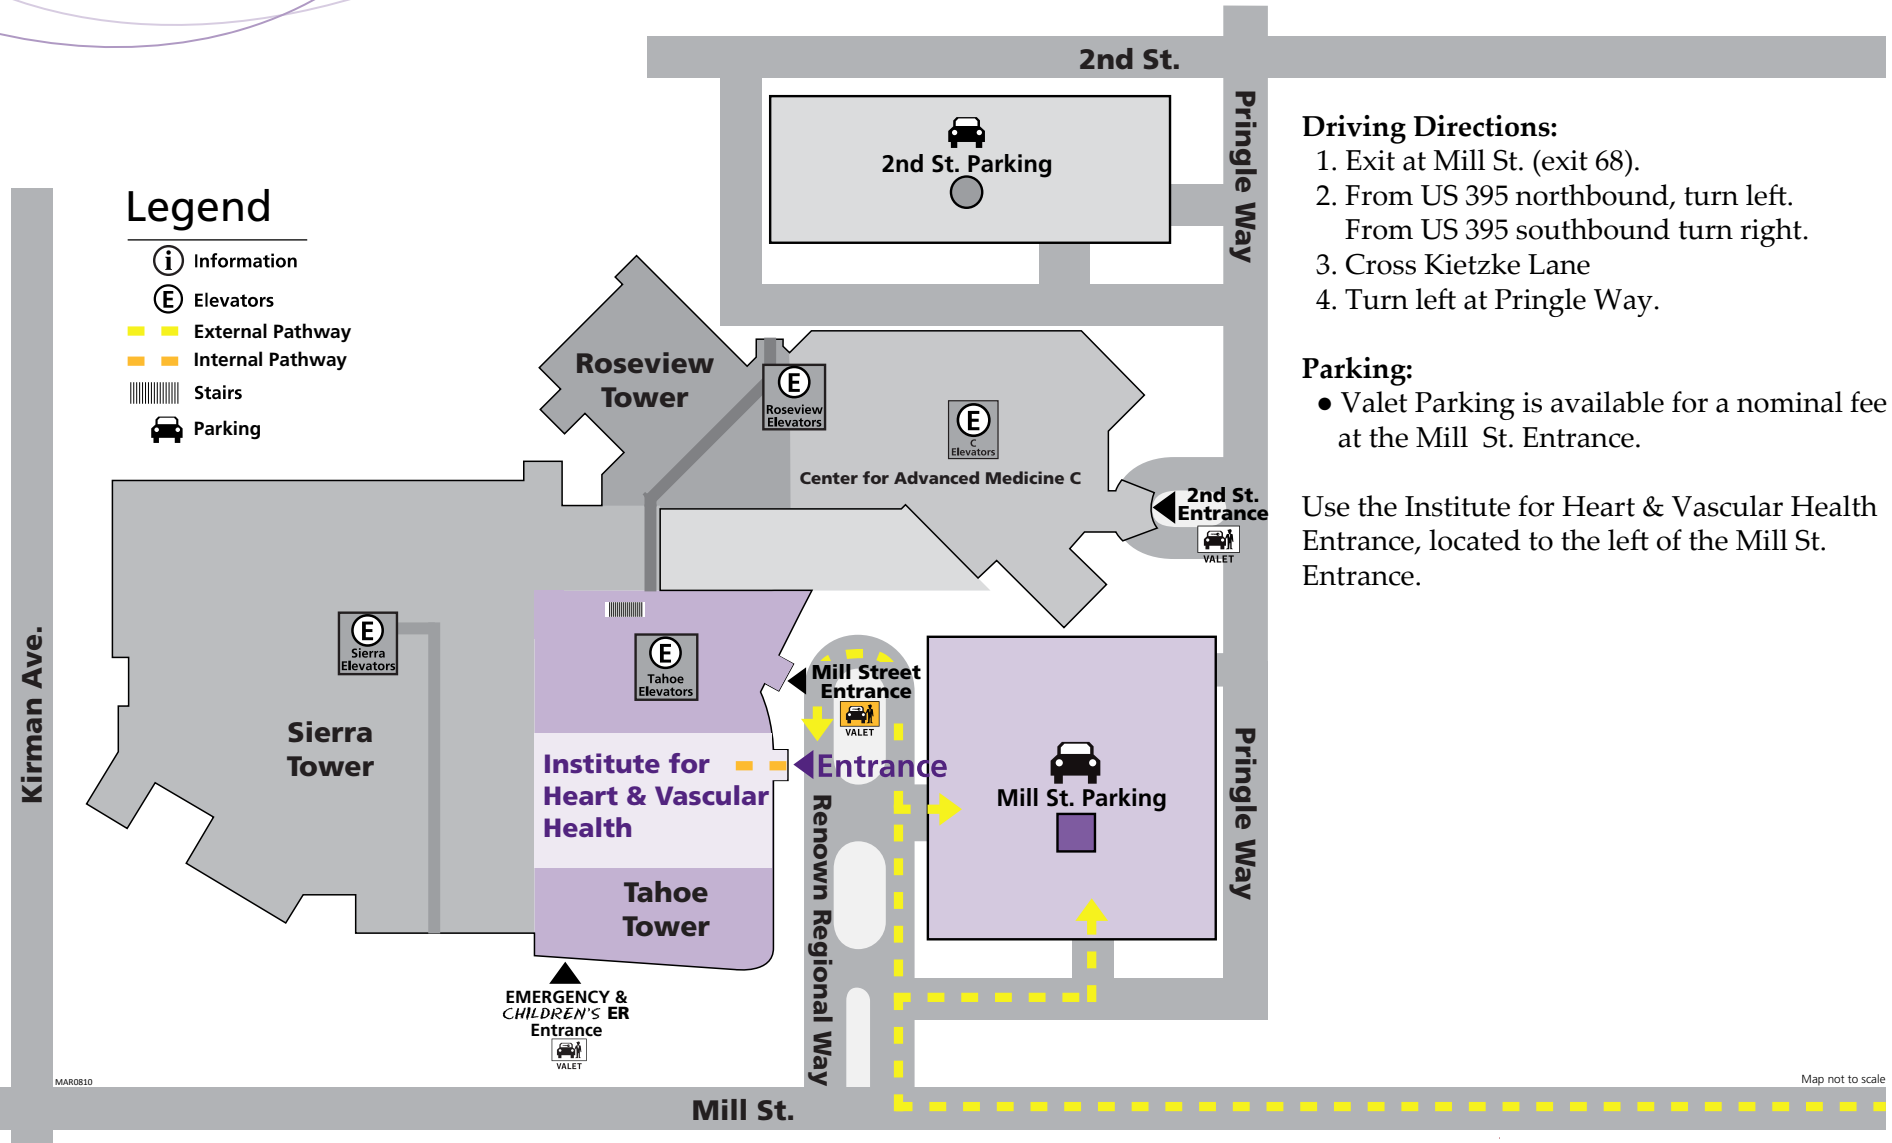 2nd St.
Pringle Way
Driving Directions:
1. Exit at Mill St. (exit 68).
2. From US 395 northbound, turn left.
From US 395 southbound turn right.
3. Cross Kietzke Lane
4. Turn left at Pringle Way.
Parking:
● Valet Parking is available for a nominal fee
at the Mill  St. Entrance.
Use the Institute for Heart & Vascular Health
Entrance, located to the left of the Mill St.
Entrance.
2nd St. Parking
Legend
i Information
E Elevators
External Pathway
Internal Pathway
Stairs
Parking
Roseview
Tower
E
Roseview
Elevators
E
C
Elevators
Center for Advanced Medicine C
2nd St.
Entrance
VALET
Kirman Ave.
E
Sierra
Elevators
Sierra
Tower
E
Tahoe
Elevators
Mill Street
Entrance
VALET
Institute for
Heart & Vascular
Health
Entrance
Tahoe
Tower
Renown Regional Way
Mill St. Parking
Pringle Way
EMERGENCY &
CHILDREN'S ER
Entrance
VALET
MAR0810
Map not to scale
Mill St.